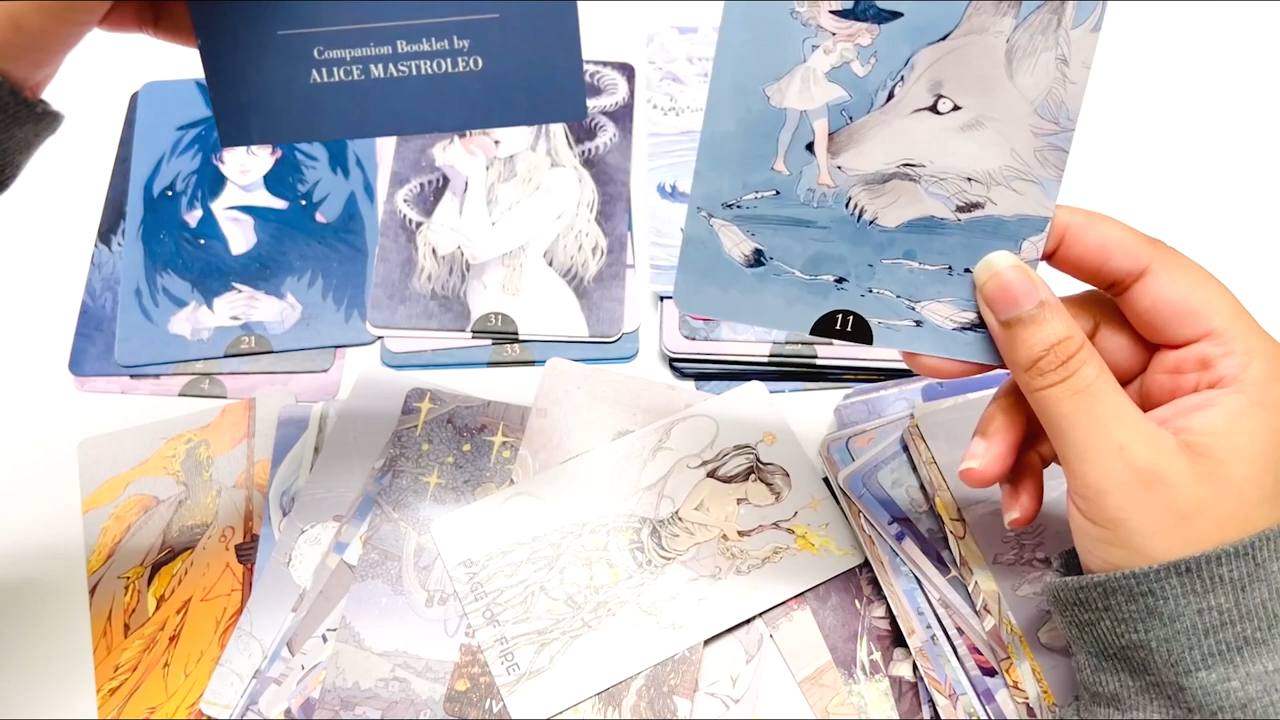 Companion Booklet by
ALICE MASTROLEO
21
31
33
4
11
PAGE OF FIRE